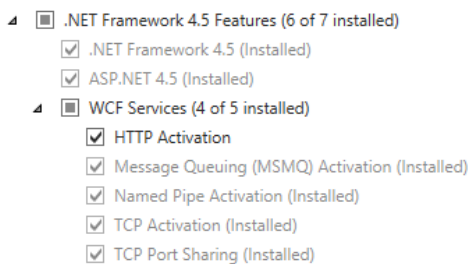 .NET Framework 4.5 Features (6 of 7 installed)
.NET Framework 4.5 (Installed)
ASP.NET 4.5 (Installed)
WCF Services (4 of 5 installed)
HTTP Activation
Message Queuing (MSMQ) Activation (Installed)
Named Pipe Activation (Installed)
TCP Activation (Installed)
TCP Port Sharing (Installed)